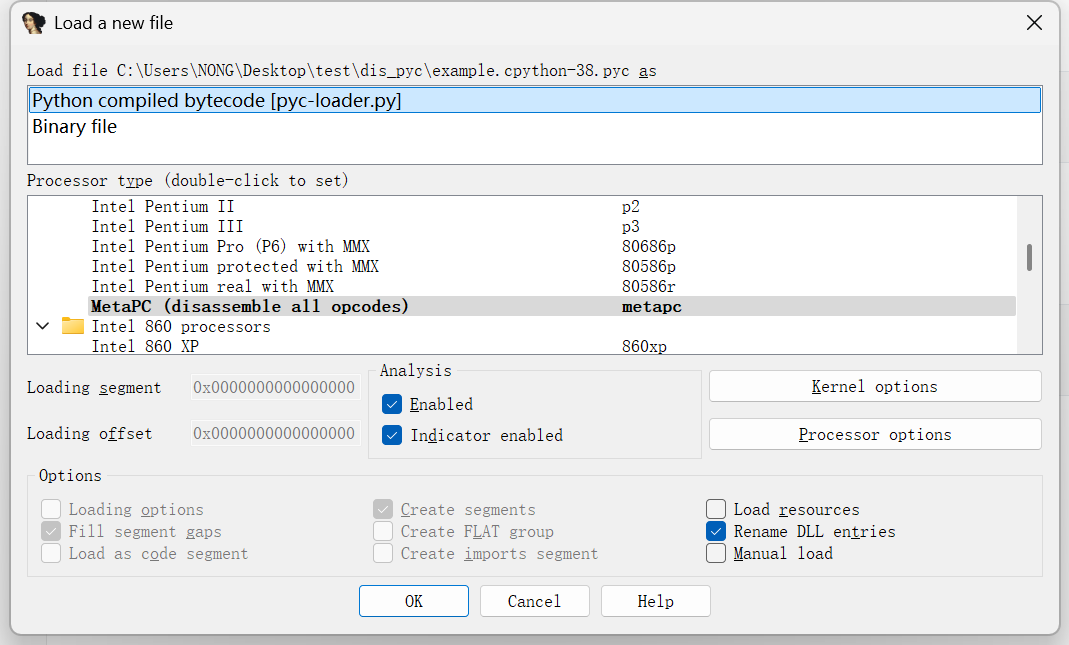 Load a new file
Load file C:\Users\NONG\Desktop\test\dis_pyc\example.cpython-38.pyc as
Python compiled bytecode [pyc-loader.py]
Binary file
Processor type (double-click to set)
Intel Pentium II p2
Intel Pentium III p3
Intel Pentium Pro (P6) with MMX 80686p
Intel Pentium protected with MMX 80586p
Intel Pentium real with MMX 80586r
MetaPC (disassemble all opcodes) metapc
Intel 860 processors
Intel 860 XP 860xp
Loading segment 0x0000000000000000
Loading offset 0x0000000000000000
Analysis
Enabled
Indicator enabled
Kernel options
Processor options
Options
Loading options
Fill segment gaps
Load as code segment
Create segments
Create FLAT group
Create imports segment
Load resources
Rename DLL entries
Manual load
OK
Cancel
Help